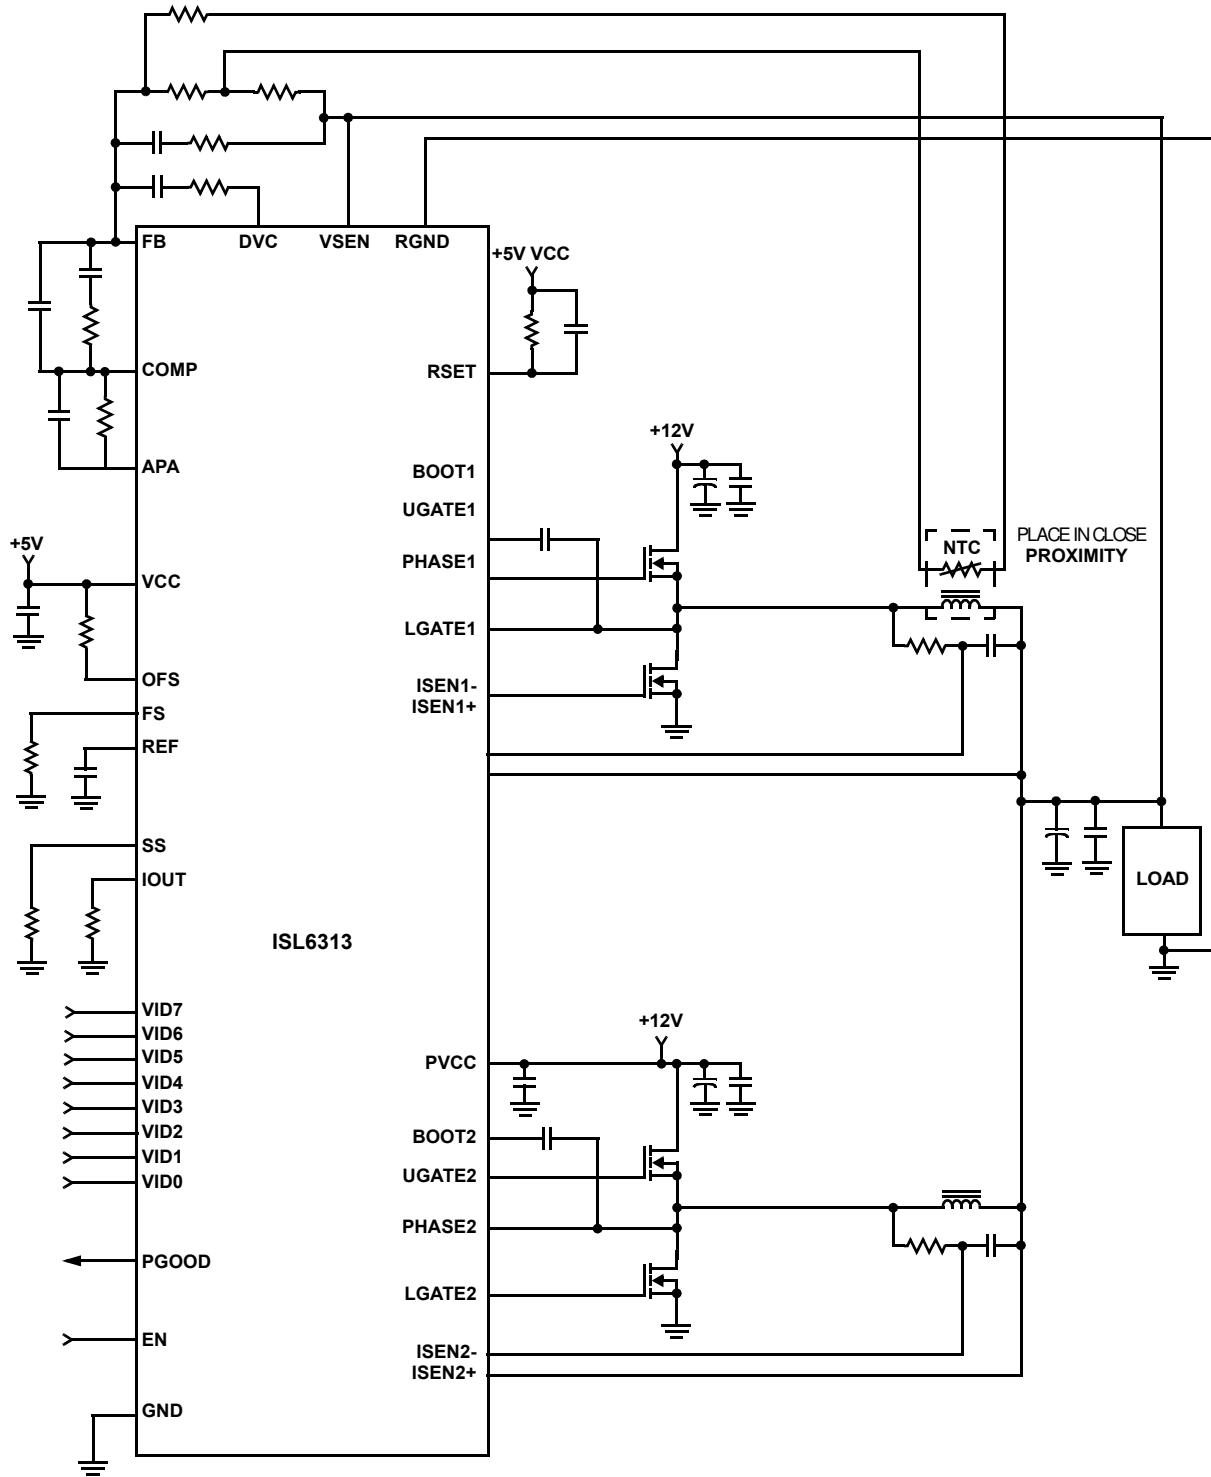 FB
DVC
VSEN
RGND
+5V VCC
COMP
RSET
+12V
APA
BOOT1
UGATE1
+5V
PHASE1
NTC
PLACE IN CLOSE
PROXIMITY
VCC
LGATE1
OFS
ISEN1-
ISEN1+
FS
REF
SS
IOUT
LOAD
ISL6313
VID7
VID6
VID5
VID4
VID3
VID2
VID1
VID0
+12V
PVCC
BOOT2
UGATE2
PHASE2
PGOOD
LGATE2
EN
ISEN2-
ISEN2+
GND